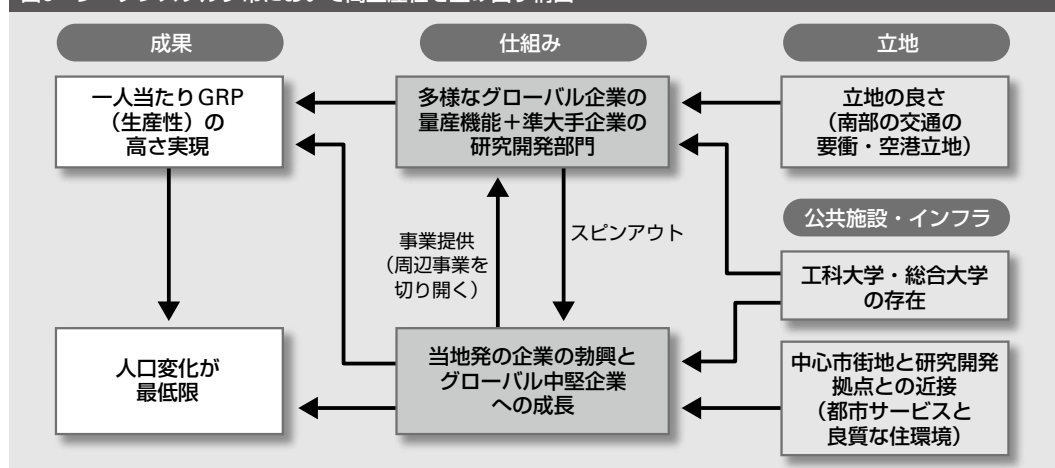 成果
仕組み
立地
一人当たりGRP
（生産性）の
高さ実現
多様なグローバル企業の
量産機能＋準大手企業の
研究開発部門
立地の良さ
（南部の交通の
要衝・空港立地）
公共施設・インフラ
事業提供
（周辺事業を
切り開く）
スピンアウト
工科大学・総合大学
の存在
人口変化が
最低限
当地発の企業の勃興と
グローバル中堅企業
への成長
中心市街地と研究開発
拠点との近接
（都市サービスと
良質な住環境）